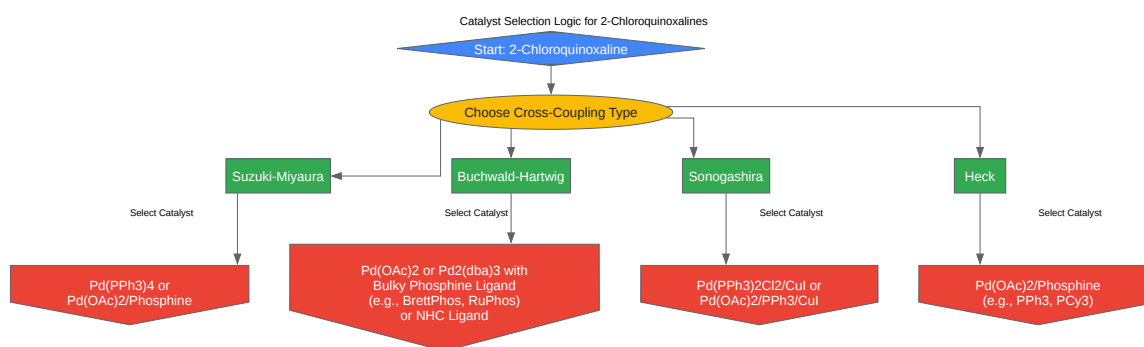 Catalyst Selection Logic for 2-Chloroquinoxalines
Start: 2-Chloroquinoxaline
Choose Cross-Coupling Type
Suzuki-Miyaura
Buchwald-Hartwig
Sonogashira
Heck
Select Catalyst
Select Catalyst
Select Catalyst
Select Catalyst
Pd(PPh3)4 or
Pd(OAc)2/Phosphine
Pd(OAc)2 or Pd2(dba)3 with
Bulky Phosphine Ligand
(e.g., BrettPhos, RuPhos)
or NHC Ligand
Pd(PPh3)2Cl2/CuI or
Pd(OAc)2/PPh3/CuI
Pd(OAc)2/Phosphine
(e.g., PPh3, PCy3)